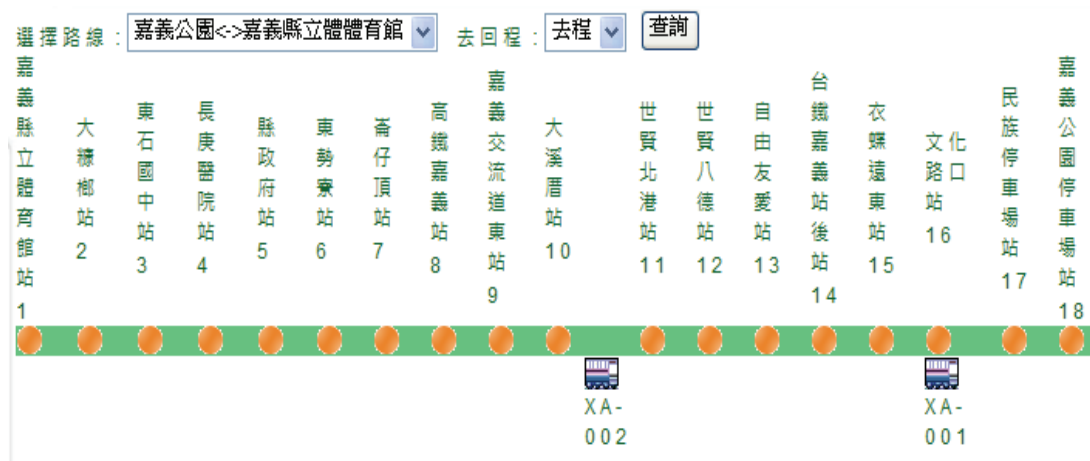 選擇路線：嘉義公園<->嘉義縣立體體育館 去回程：去程 查詢
嘉義縣立體育館站1
大糠榔站2
東石國中站3
長庚醫院站4
縣政府站5
東勢寮站6
崙仔頂站7
高鐵嘉義站8
嘉義交流道東站9
大溪厝站10
世賢北港站11
世賢八德站12
自由友愛站13
台鐵嘉義站後站14
衣蝶遠東站15
文化路口站16
民族停車場站17
嘉義公園停車場站18
XA-002
XA-001